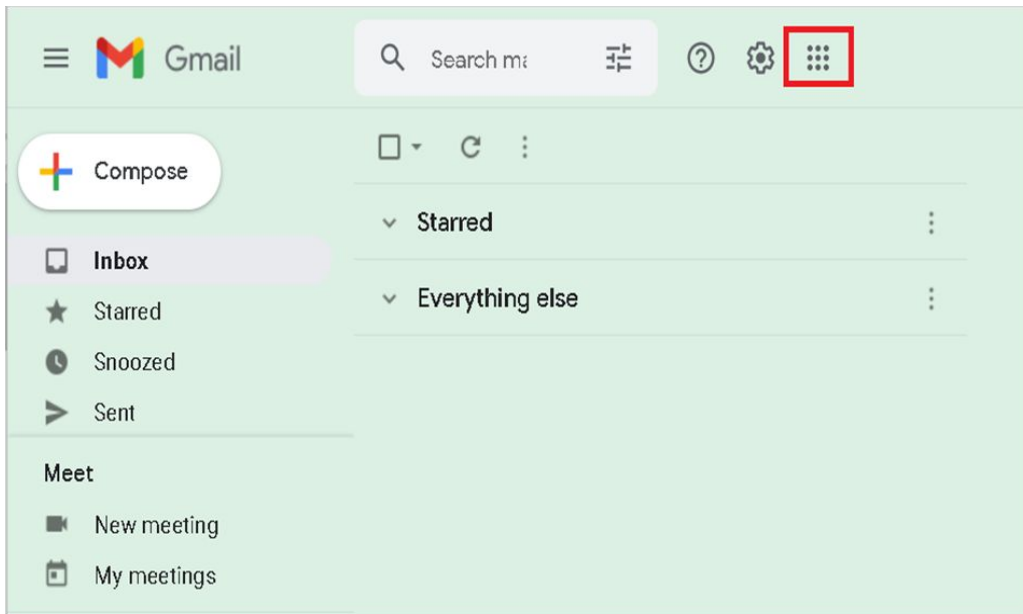 Gmail
Search ma
Compose
Starred
Inbox
Everything else
Starred
Snoozed
Sent
Meet
New meeting
My meetings